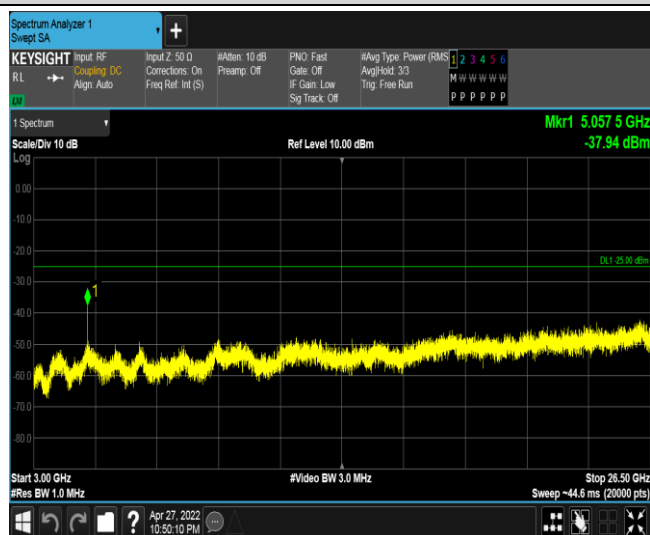 Spectrum Analyzer 1
Swept SA
+
KEYSIGHT
RL
LXI
Input: RF
Coupling: DC
Align: Auto
Input Z: 50 Ω
Corrections: On
Freq Ref: Int (S)
#Atten: 10 dB
Preamp: Off
PNO: Fast
Gate: Off
IF Gain: Low
Sig Track: Off
#Avg Type: Power (RMS
Avg|Hold: 3/3
Trig: Free Run
1 2 3 4 5 6
M W W W W W
P P P P P P
1 Spectrum
Mkr1 5.057 5 GHz
Scale/Div 10 dB
Ref Level 10.00 dBm
-37.94 dBm
Log
0.00
-10.0
-20.0
DL1 -25.00 dBm
-30.0
1
-40.0
-50.0
-60.0
-70.0
-80.0
Start 3.00 GHz
#Video BW 3.0 MHz
Stop 26.50 GHz
#Res BW 1.0 MHz
Sweep ~44.6 ms (20000 pts)
?
Apr 27, 2022
10:50:10 PM